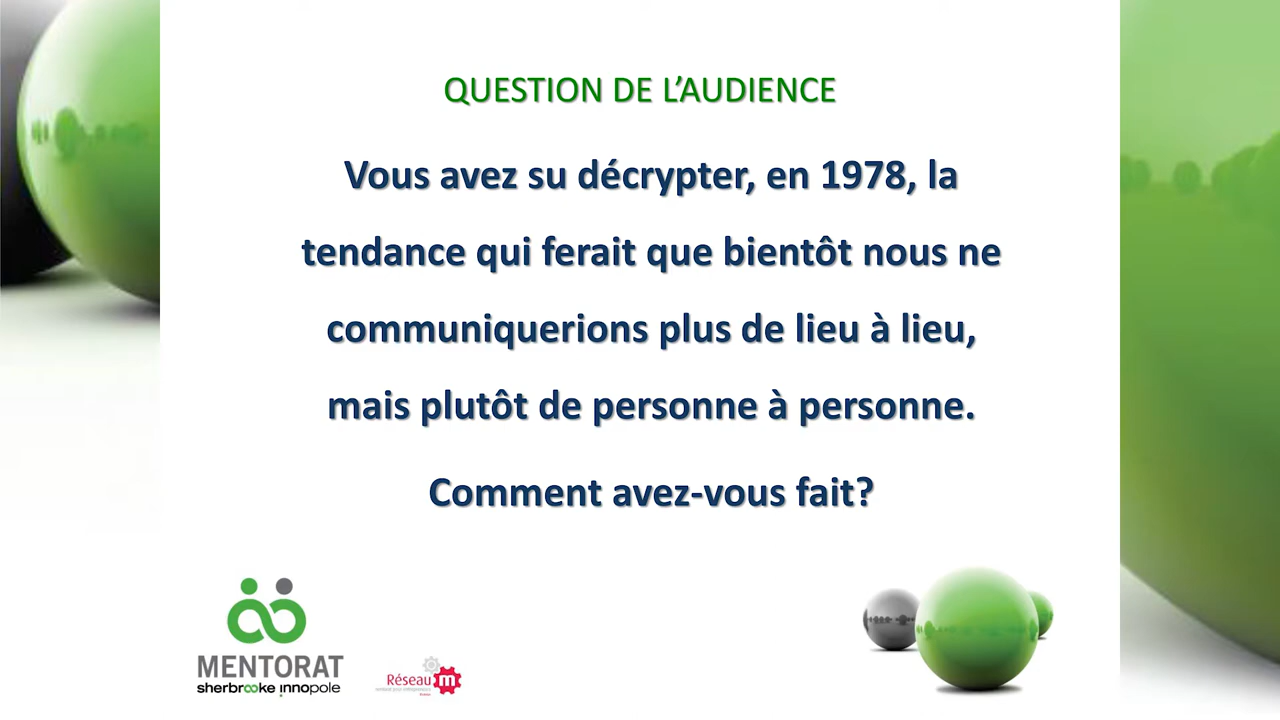 QUESTION DE L'AUDIENCE
Vous avez su décrypter, en 1978, la
tendance qui ferait que bientôt nous ne
communiquerions plus de lieu à lieu,
mais plutôt de personne à personne.
Comment avez-vous fait?
MENTORAT
sherbrooke innopole
Réseau m